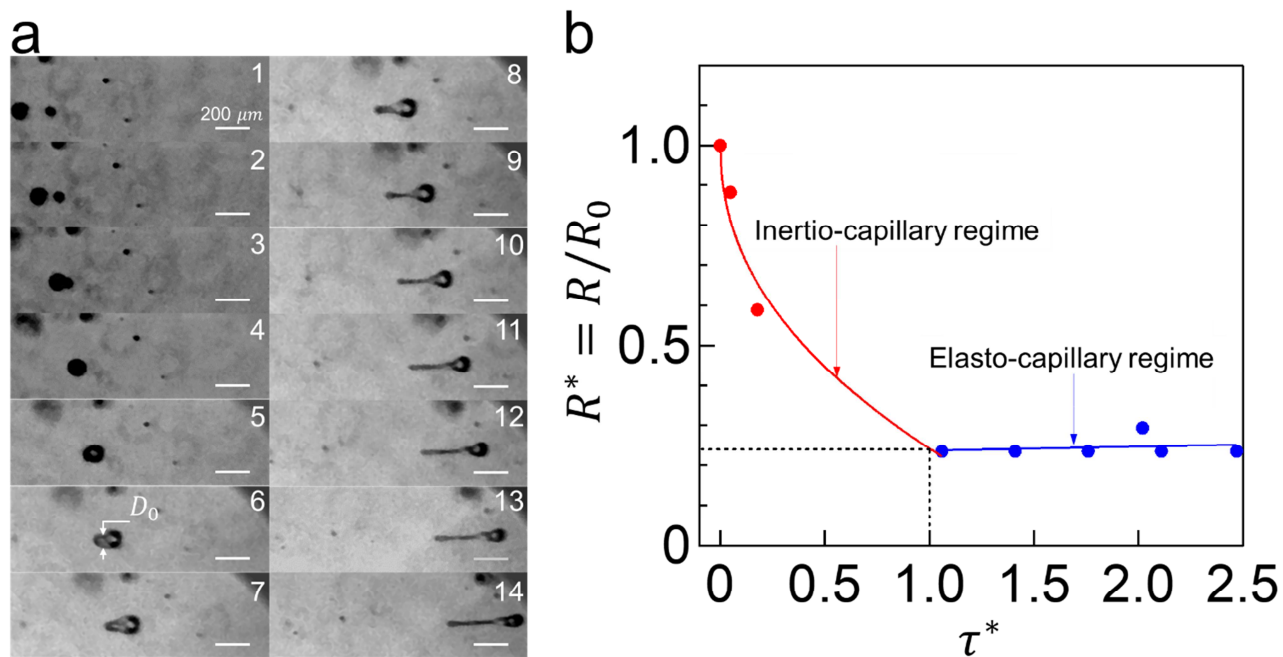 a
1
200 μm
2
3
4
5
6
D₀
7
8
9
10
11
12
13
14
b
R* = R/R₀
1.0
0.5
0
Inertio-capillary regime
Elasto-capillary regime
0 0.5 1.0 1.5 2.0 2.5
τ*